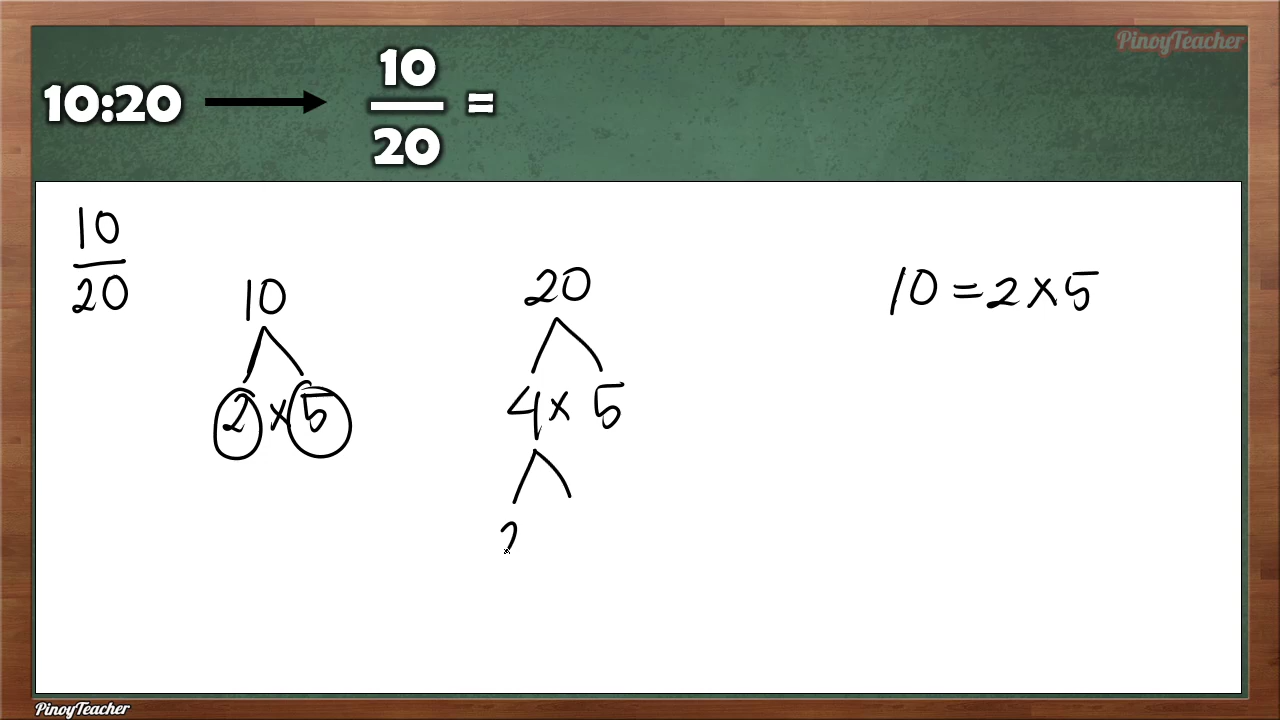 PinoyTeacher
10:20 → 10/20 =
10/20
10
2 x 5
20
4 x 5
2
10 = 2 x 5
PinoyTeacher